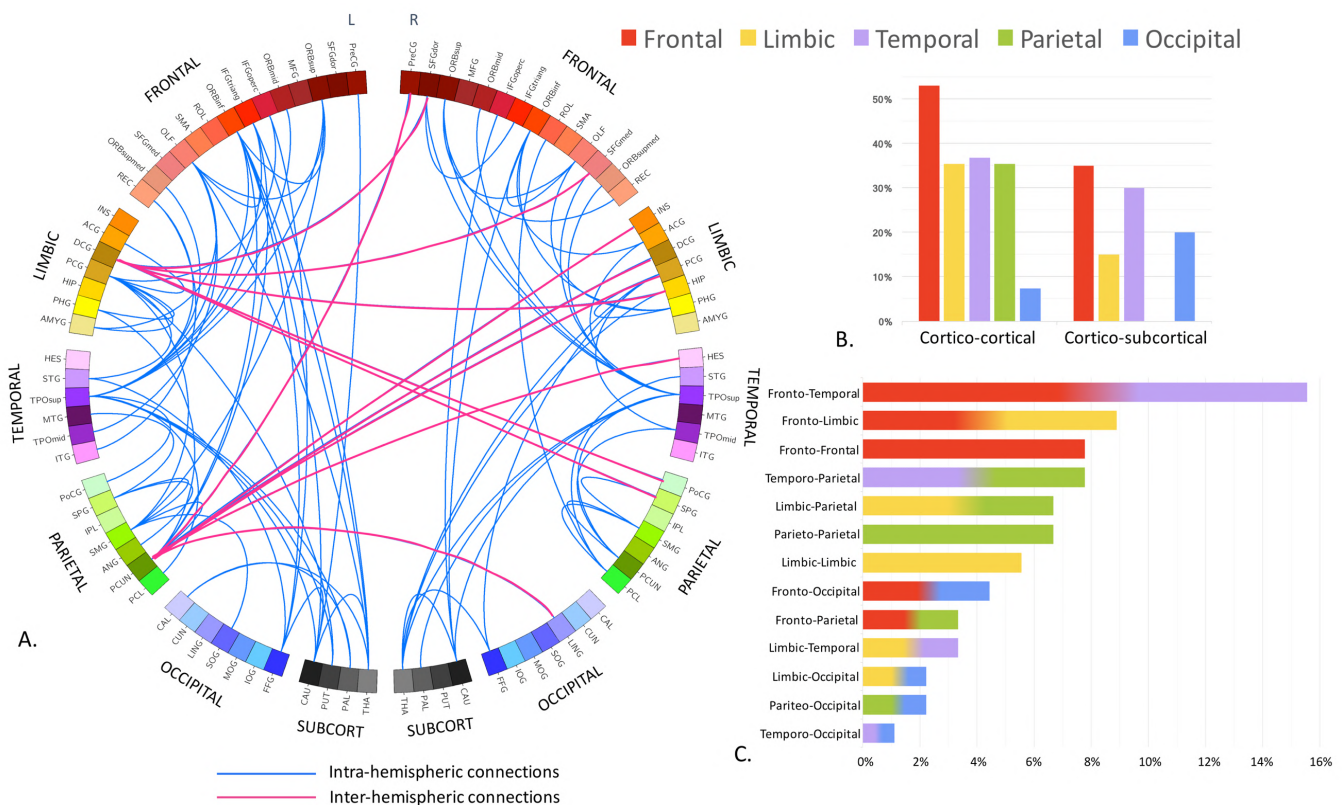 L R
Frontal Limbic Temporal Parietal Occipital
FRONTAL
PreCG
SFGdor
ORBsup
MFG
ORBmid
IFGoperc
IFGtriang
ORBinf
ROL
SMA
OLF
SFGmed
ORBsupmed
REC
LIMBIC
INS
ACG
DCG
PCG
HIP
PHG
AMYG
TEMPORAL
HES
STG
TPOsup
MTG
TPOmid
ITG
PARIETAL
PoCG
SPG
IPL
SMG
ANG
PCUN
PCL
OCCIPITAL
CAL
CUN
LING
SOG
MOG
IOG
FFG
SUBCORT
CAU
PUT
PAL
THA
FRONTAL
PreCG
SFGdor
ORBsup
MFG
ORBmid
IFGoperc
IFGtriang
ORBinf
ROL
SMA
OLF
SFGmed
ORBsupmed
REC
LIMBIC
INS
ACG
DCG
PCG
HIP
PHG
AMYG
TEMPORAL
HES
STG
TPOsup
MTG
TPOmid
ITG
PARIETAL
PoCG
SPG
IPL
SMG
ANG
PCUN
PCL
OCCIPITAL
CAL
CUN
LING
SOG
MOG
IOG
FFG
SUBCORT
CAU
PUT
PAL
THA
A.
Intra-hemispheric connections
Inter-hemispheric connections
50%
40%
30%
20%
10%
0%
Cortico-cortical Cortico-subcortical
B.
Fronto-Temporal
Fronto-Limbic
Fronto-Frontal
Temporo-Parietal
Limbic-Parietal
Parieto-Parietal
Limbic-Limbic
Fronto-Occipital
Fronto-Parietal
Limbic-Temporal
Limbic-Occipital
Pariteo-Occipital
Temporo-Occipital
0% 2% 4% 6% 8% 10% 12% 14% 16%
C.